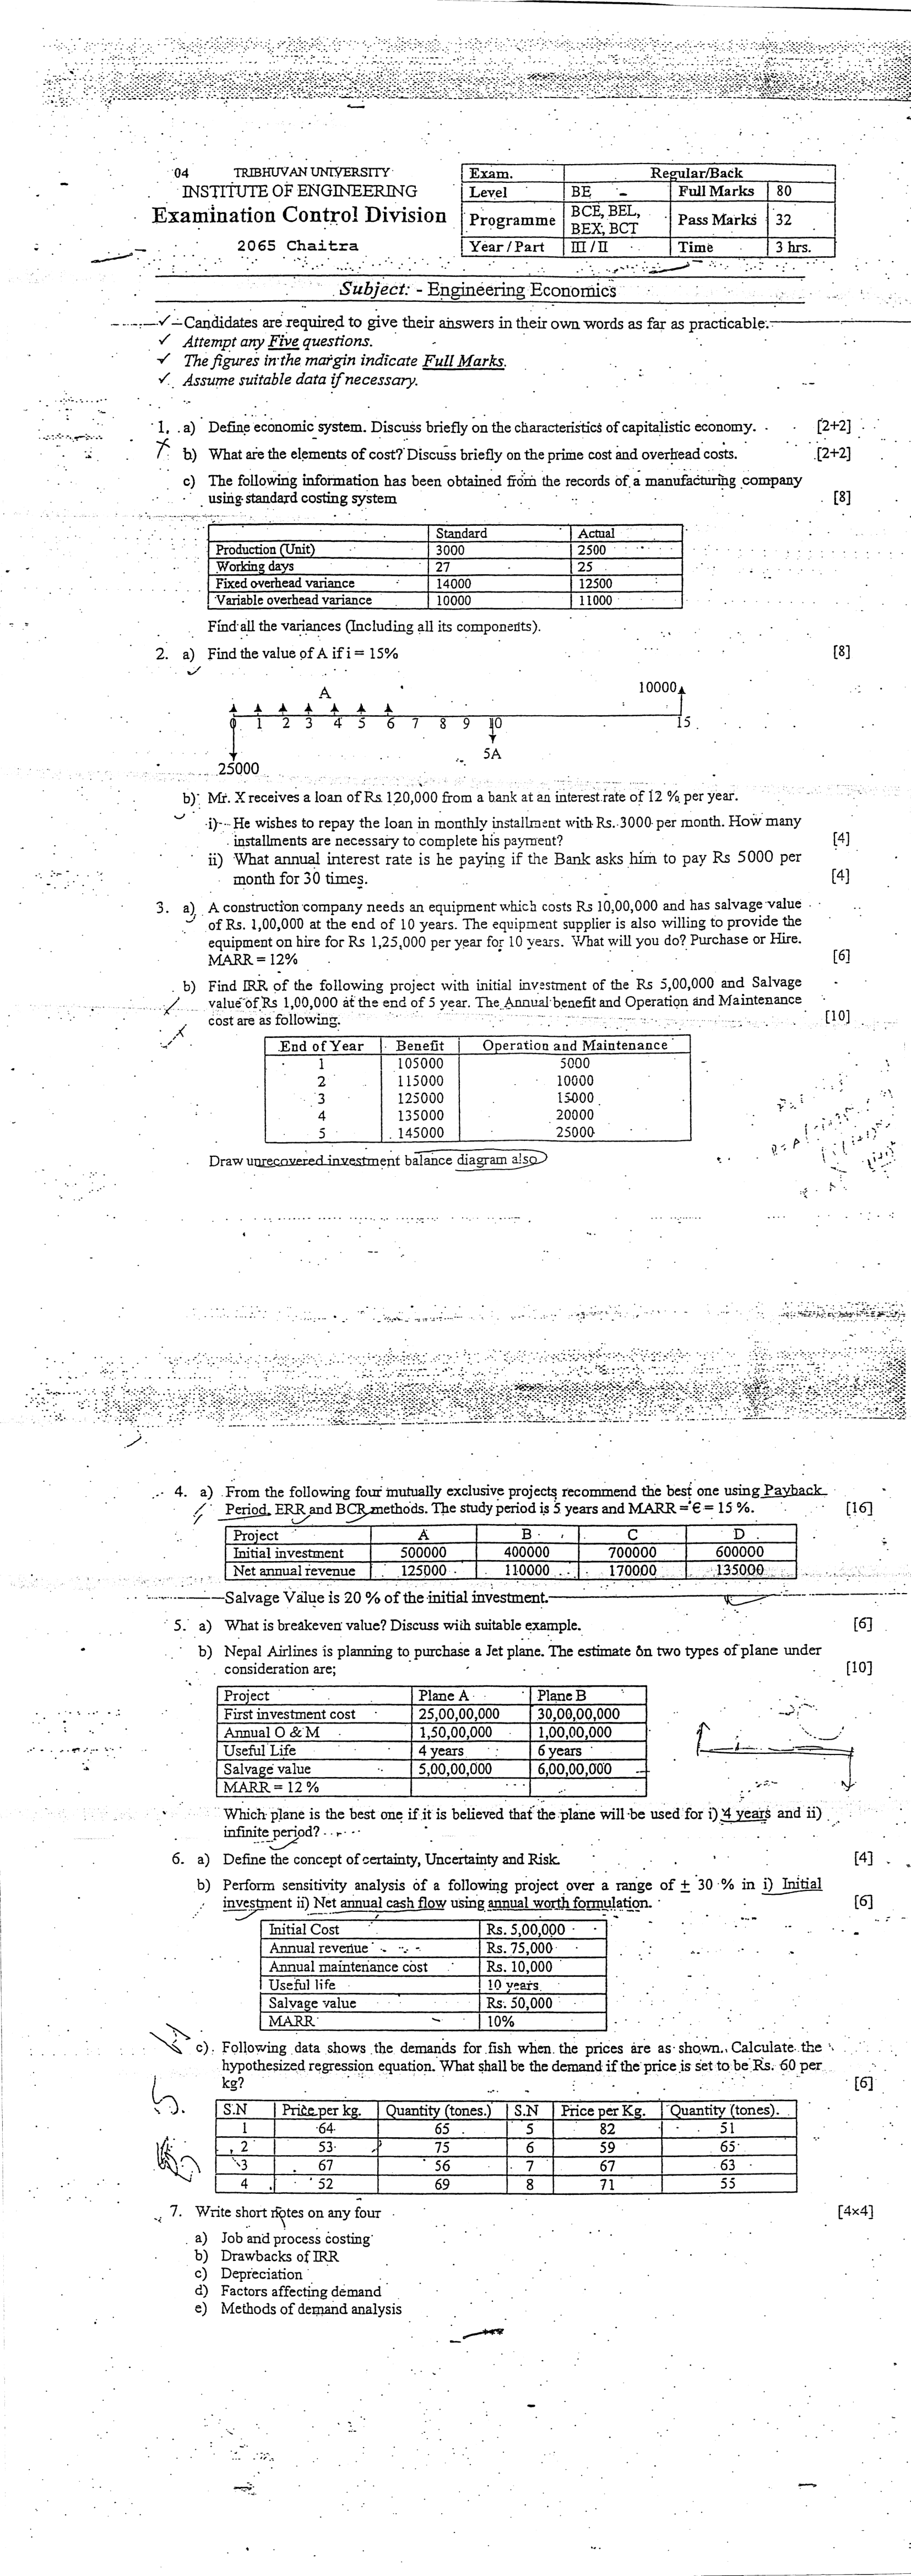 04 TRIBHUVAN UNIVERSITY
INSTITUTE OF ENGINEERING
Examination Control Division
2065 Chaitra
Exam. Regular/Back
Level BE Full Marks 80
Programme BCE, BEL, BEX, BCT Pass Marks 32
Year / Part III / II Time 3 hrs.
Subject: - Engineering Economics
✓ Candidates are required to give their answers in their own words as far as practicable.
✓ Attempt any Five questions.
✓ The figures in the margin indicate Full Marks.
✓ Assume suitable data if necessary.
1. a) Define economic system. Discuss briefly on the characteristics of capitalistic economy. [2+2]
b) What are the elements of cost? Discuss briefly on the prime cost and overhead costs. [2+2]
c) The following information has been obtained from the records of a manufacturing company
using standard costing system [8]
Standard Actual
Production (Unit) 3000 2500
Working days 27 25
Fixed overhead variance 14000 12500
Variable overhead variance 10000 11000
Find all the variances (Including all its components).
2. a) Find the value of A if i = 15% [8]
A 10000
0 1 2 3 4 5 6 7 8 9 10 15
5A
25000
b) Mr. X receives a loan of Rs 120,000 from a bank at an interest rate of 12 % per year.
i) He wishes to repay the loan in monthly installment with Rs. 3000 per month. How many
installments are necessary to complete his payment? [4]
ii) What annual interest rate is he paying if the Bank asks him to pay Rs 5000 per
month for 30 times. [4]
3. a) A construction company needs an equipment which costs Rs 10,00,000 and has salvage value
of Rs. 1,00,000 at the end of 10 years. The equipment supplier is also willing to provide the
equipment on hire for Rs 1,25,000 per year for 10 years. What will you do? Purchase or Hire.
MARR = 12% [6]
b) Find IRR of the following project with initial investment of the Rs 5,00,000 and Salvage
value of Rs 1,00,000 at the end of 5 year. The Annual benefit and Operation and Maintenance
cost are as following. [10]
End of Year Benefit Operation and Maintenance
1 105000 5000
2 115000 10000
3 125000 15000
4 135000 20000
5 145000 25000
Draw unrecovered investment balance diagram also
4. a) From the following four mutually exclusive projects recommend the best one using Payback
Period, ERR and BCR methods. The study period is 5 years and MARR = Є = 15 %. [16]
Project A B C D
Initial investment 500000 400000 700000 600000
Net annual revenue 125000 110000 170000 135000
Salvage Value is 20 % of the initial investment.
5. a) What is breakeven value? Discuss with suitable example. [6]
b) Nepal Airlines is planning to purchase a Jet plane. The estimate on two types of plane under
consideration are; [10]
Project Plane A Plane B
First investment cost 25,00,00,000 30,00,00,000
Annual O & M 1,50,00,000 1,00,00,000
Useful Life 4 years 6 years
Salvage value 5,00,00,000 6,00,00,000
MARR = 12 %
Which plane is the best one if it is believed that the plane will be used for i) 4 years and ii)
infinite period?
6. a) Define the concept of certainty, Uncertainty and Risk. [4]
b) Perform sensitivity analysis of a following project over a range of ± 30 % in i) Initial
investment ii) Net annual cash flow using annual worth formulation. [6]
Initial Cost Rs. 5,00,000
Annual revenue Rs. 75,000
Annual maintenance cost Rs. 10,000
Useful life 10 years
Salvage value Rs. 50,000
MARR 10%
c) Following data shows the demands for fish when the prices are as shown. Calculate the
hypothesized regression equation. What shall be the demand if the price is set to be Rs. 60 per
kg? [6]
S.N Price per kg. Quantity (tones.) S.N Price per Kg. Quantity (tones).
1 64 65 5 82 51
2 53 75 6 59 65
3 67 56 7 67 63
4 52 69 8 71 55
7. Write short notes on any four [4×4]
a) Job and process costing
b) Drawbacks of IRR
c) Depreciation
d) Factors affecting demand
e) Methods of demand analysis